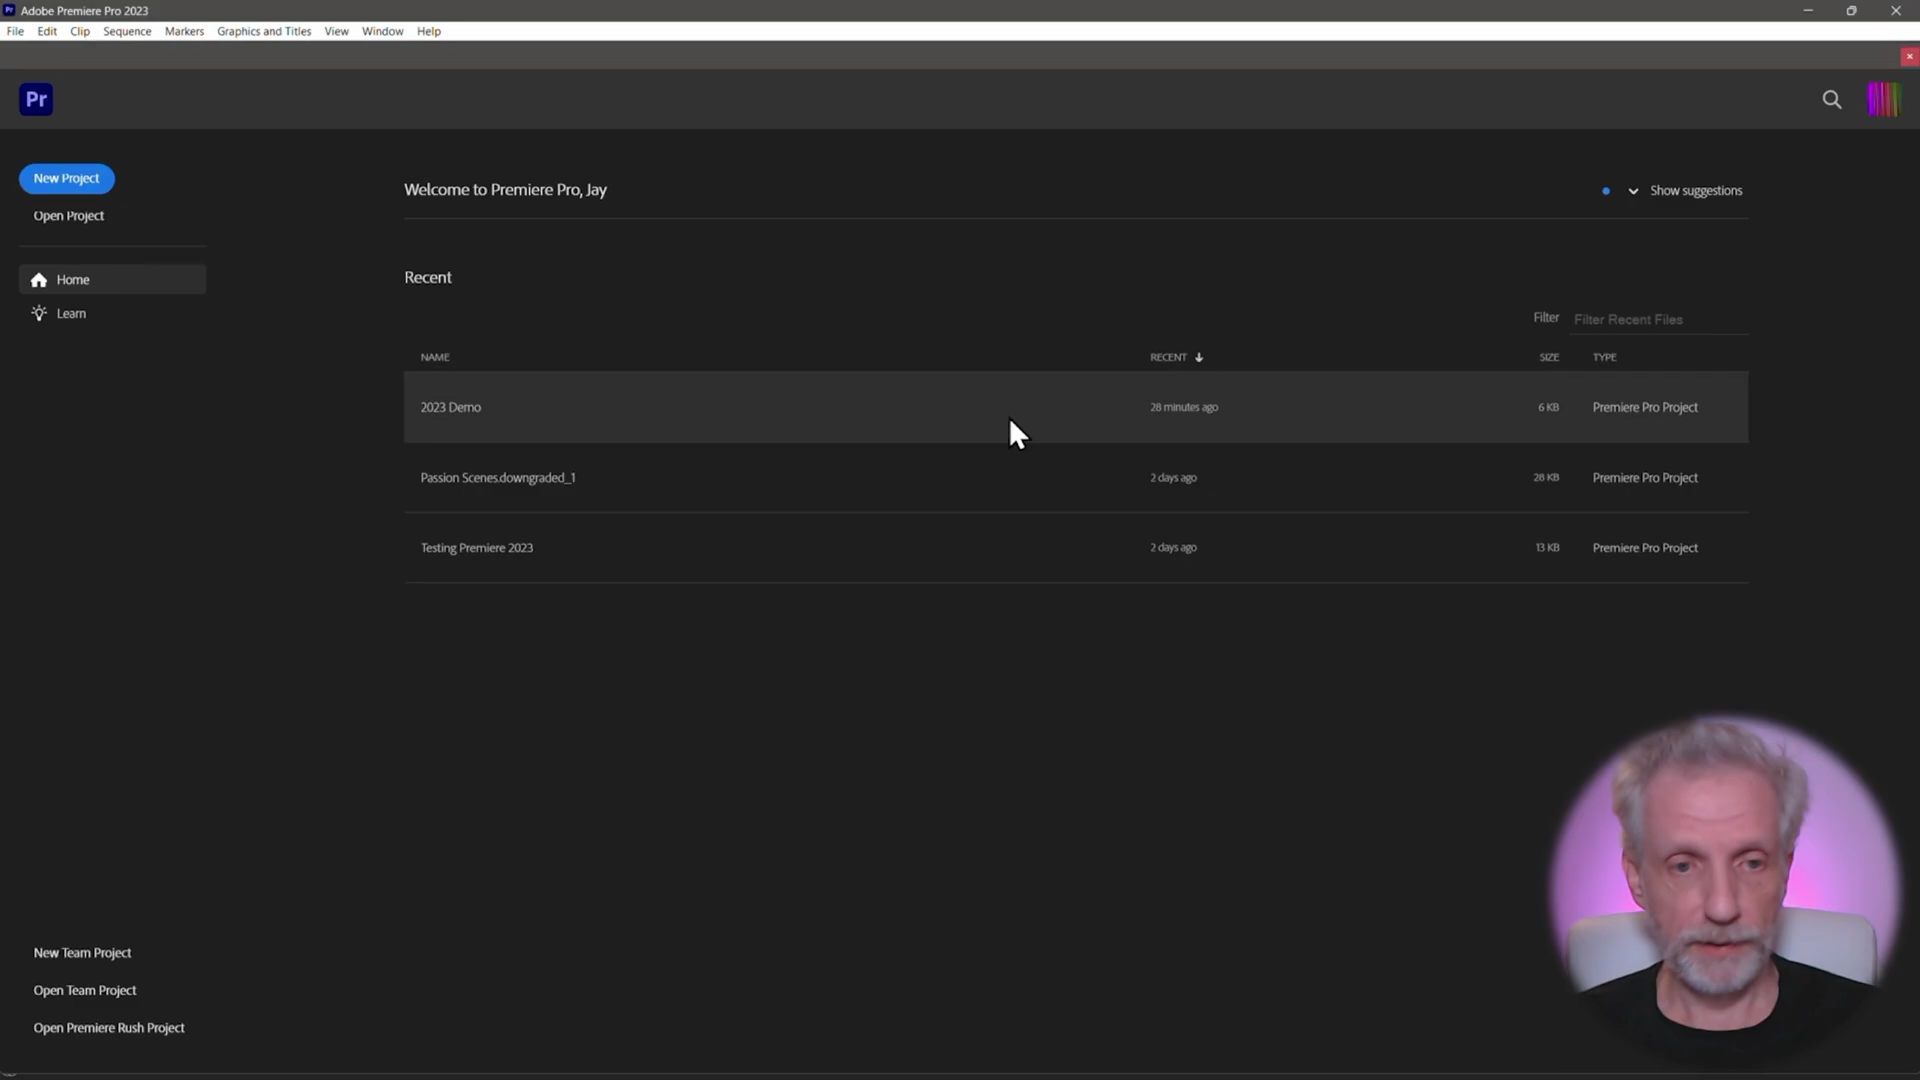 Pr Adobe Premiere Pro 2023
File Edit Clip Sequence Markers Graphics and Titles View Window Help
Pr
New Project
Open Project
Home
Learn
Welcome to Premiere Pro, Jay
Show suggestions
Recent
Filter Filter Recent Files
NAME RECENT SIZE TYPE
2023 Demo 28 minutes ago 6 KB Premiere Pro Project
Passion Scenes.downgraded_1 2 days ago 28 KB Premiere Pro Project
Testing Premiere 2023 2 days ago 13 KB Premiere Pro Project
New Team Project
Open Team Project
Open Premiere Rush Project